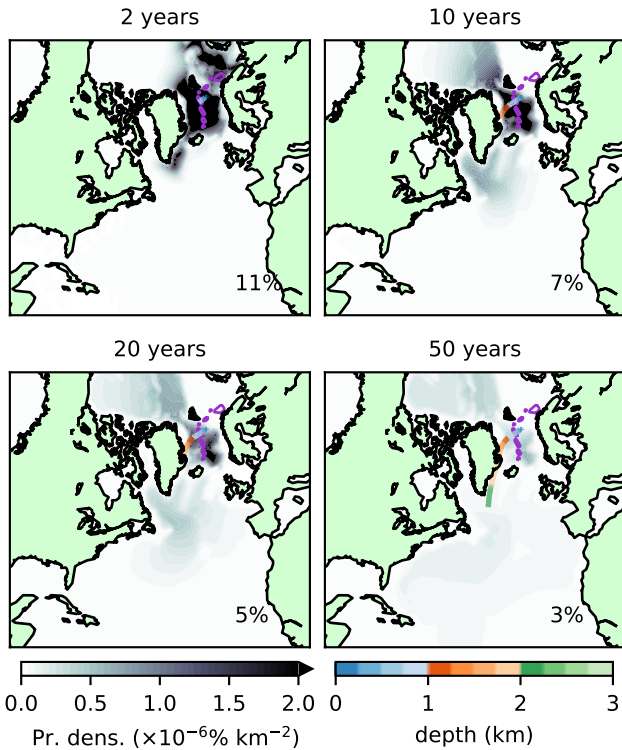 2 years
10 years
11%
7%
20 years
50 years
5%
3%
0.0 0.5 1.0 1.5 2.0
0 1 2 3
Pr. dens. (×10⁻⁶% km⁻²)
depth (km)